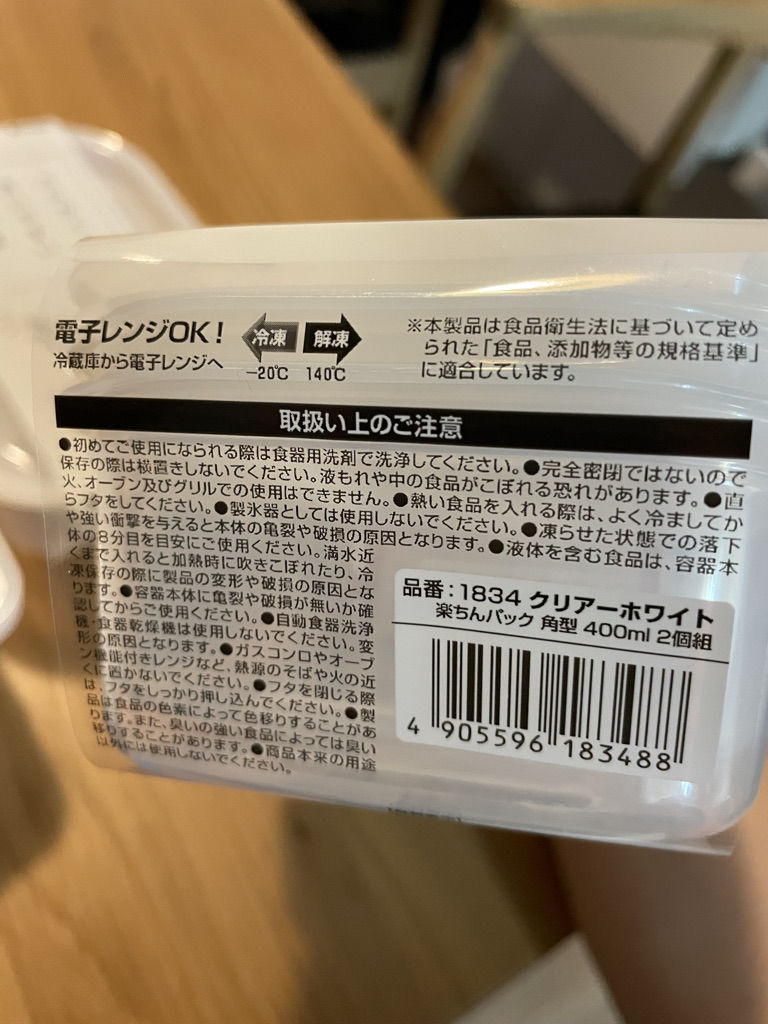 電子レンジOK!
冷蔵庫から電子レンジへ
冷凍 解凍
−20℃ 140℃
※本製品は食品衛生法に基づいて定め
られた「食品、添加物等の規格基準」
に適合しています。
取扱い上のご注意
●初めてご使用になられる際は食器用洗剤で洗浄してください。●完全密閉ではないので
保存の際は横置きしないでください。液もれや中の食品がこぼれる恐れがあります。●直
火、オーブン及びグリルでの使用はできません。●熱い食品を入れる際は、よく冷ましてか
らフタをしてください。●製氷器としては使用しないでください。●凍らせた状態での落下
や強い衝撃を与えると本体の亀裂や破損の原因となります。●液体を含む食品は、容器本
体の8分目を目安にご使用ください。満水近
くまで入れると加熱時に吹きこぼれたり、冷
凍保存の際に製品の変形や破損の原因とな
ります。●容器本体に亀裂や破損が無いか確
認してからご使用ください。●自動食器洗浄
機・食器乾燥機は使用しないでください。変
形の原因となります。●ガスコンロやオーブ
ン機能付きレンジなど、熱源のそばや火の近
くに置かないでください。●フタを閉じる際
は、フタをしっかり押し込んでください。●製
品は食品の色素によって色移りすることがあ
ります。また、臭いの強い食品によっては臭い
移りすることがあります。●商品本来の用途
以外には使用しないでください。
品番:1834 クリアーホワイト
楽ちんパック 角型 400ml 2個組
4 905596 183488